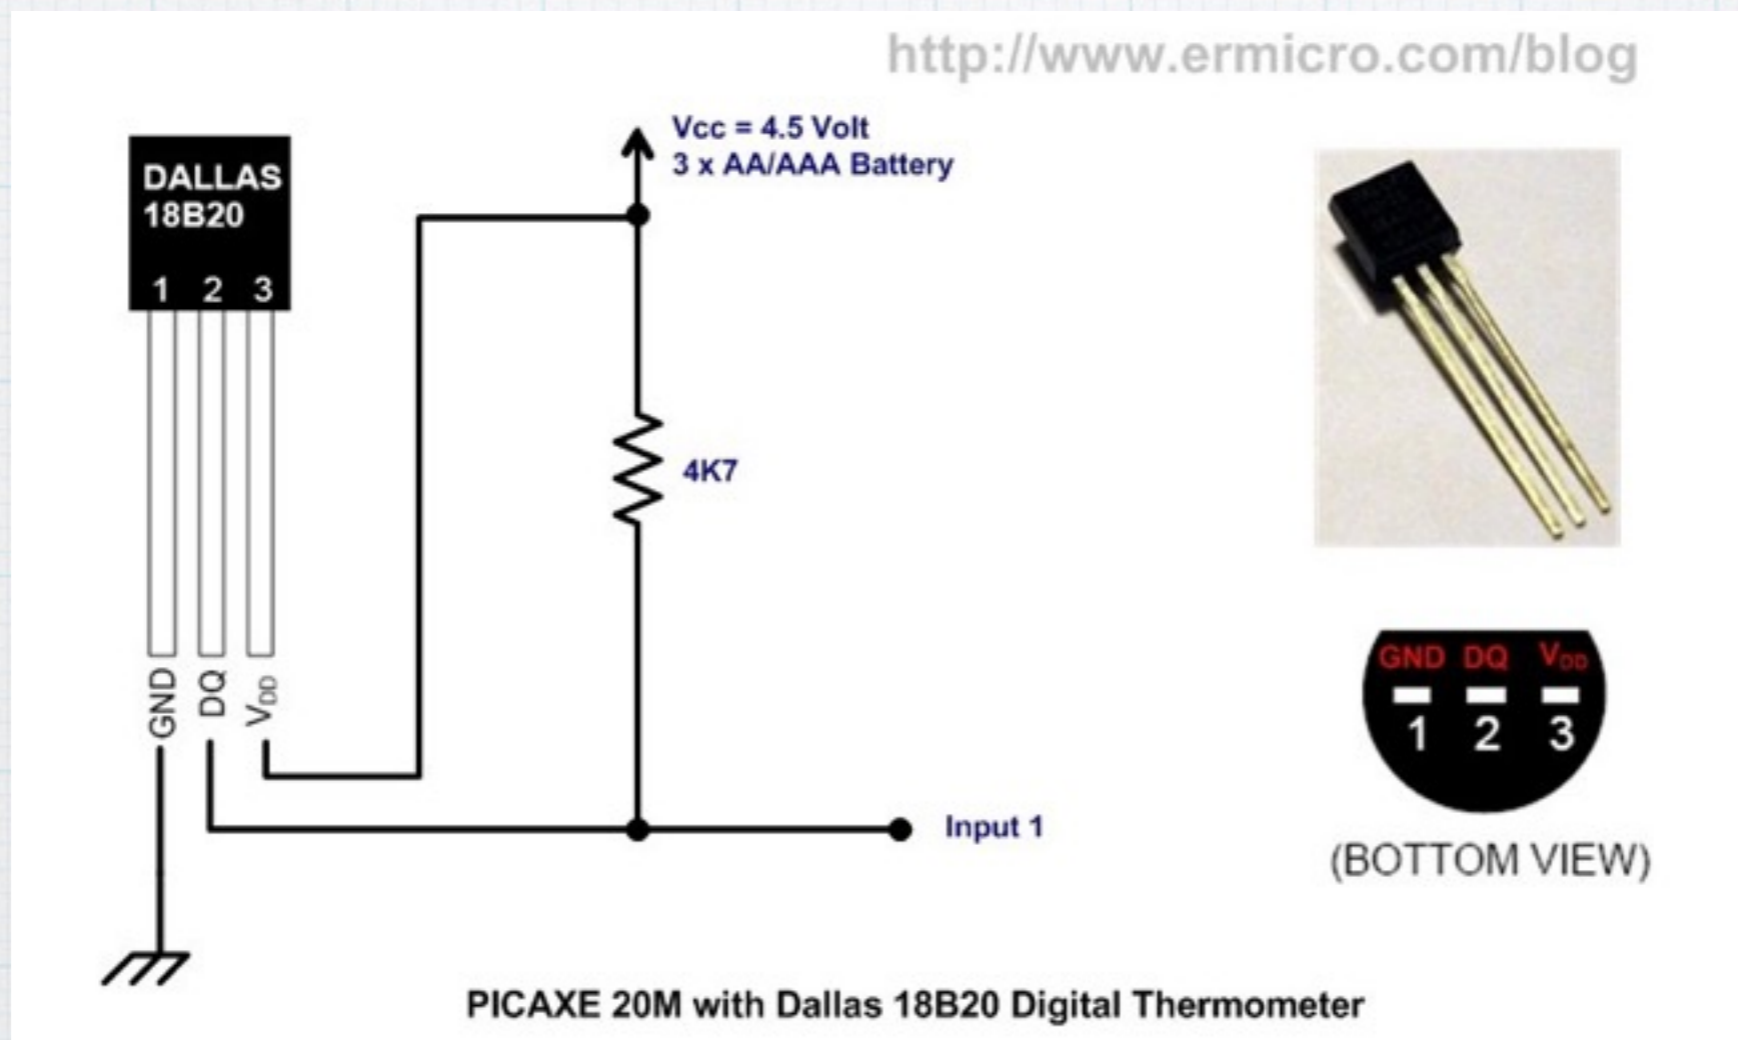 http://www.ermicro.com/blog
Vcc = 4.5 Volt
3 x AA/AAA Battery
DALLAS
18B20
1 2 3
4K7
GND DQ VDD
GND DQ VDD
1 2 3
Input 1
(BOTTOM VIEW)
PICAXE 20M with Dallas 18B20 Digital Thermometer